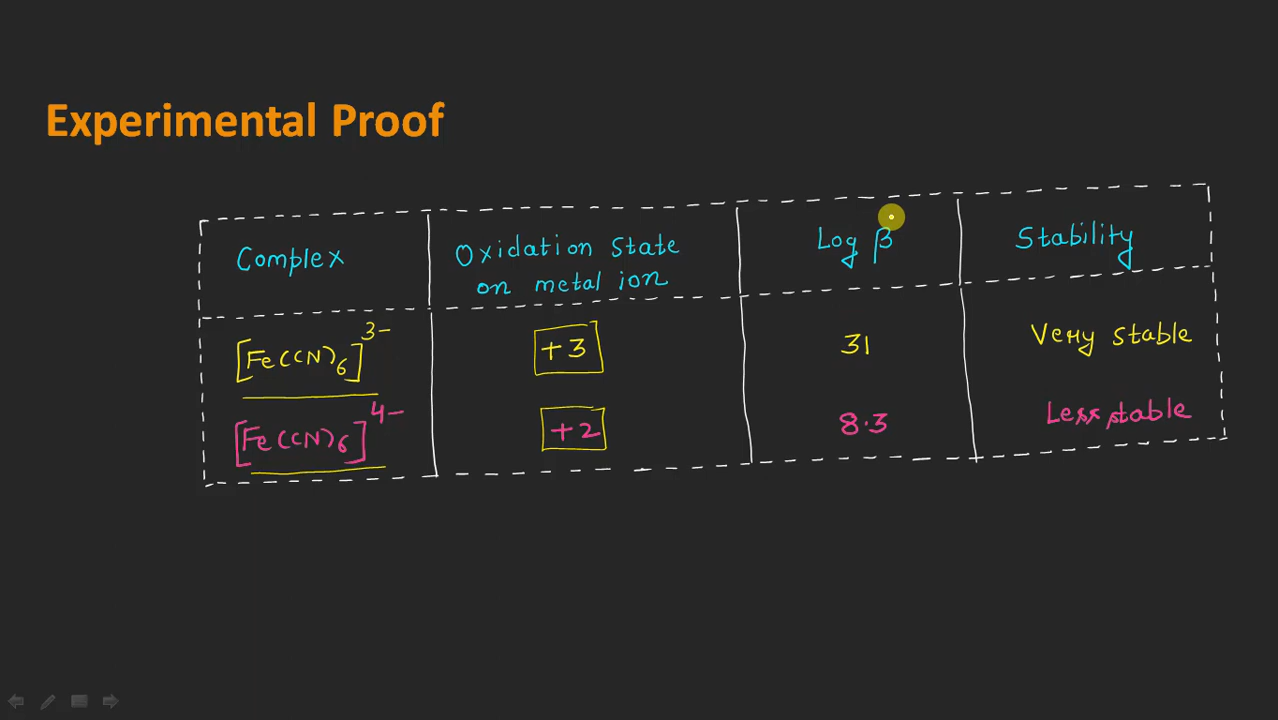 Experimental Proof
Complex
Oxidation State
on metal ion
Log β
Stability
[Fe(CN)6]3-
+3
31
Very stable
[Fe(CN)6]4-
+2
8.3
Less stable